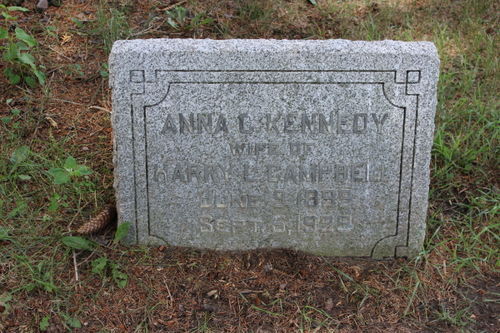 ANNA C. KENNEDY
WIFE OF
HARRY L. CAMPBELL
JUNE
SEPT.